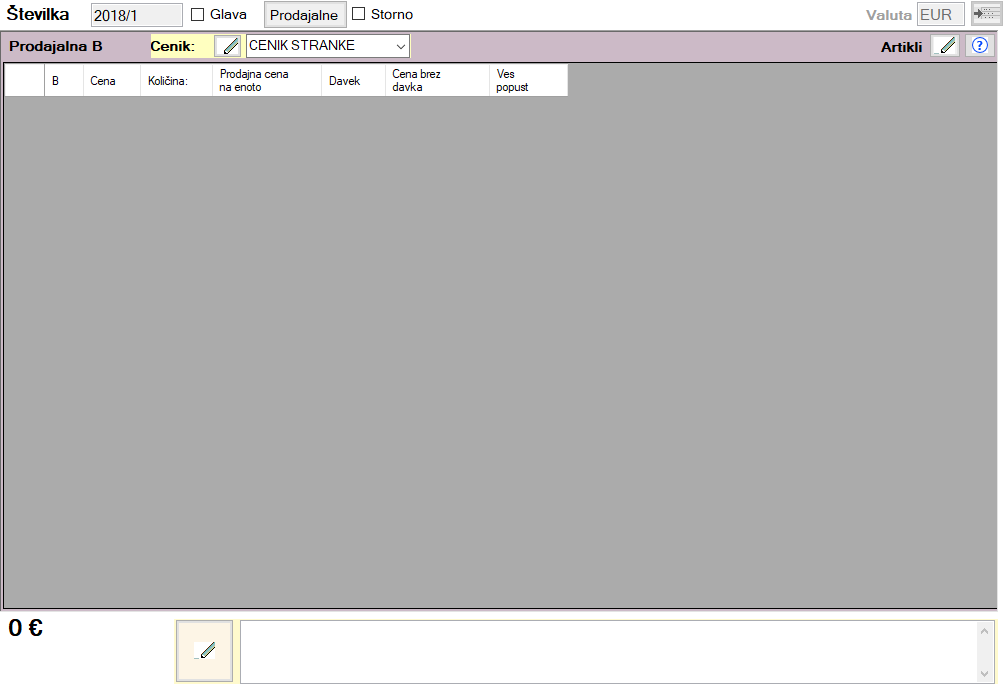 Številka 2018/1 Glava Prodajalne Storno Valuta EUR
Prodajalna B Cenik: CENIK STRANKE Artikli ?
B Cena Količina: Prodajna cena na enoto Davek Cena brez davka Ves popust
0 €